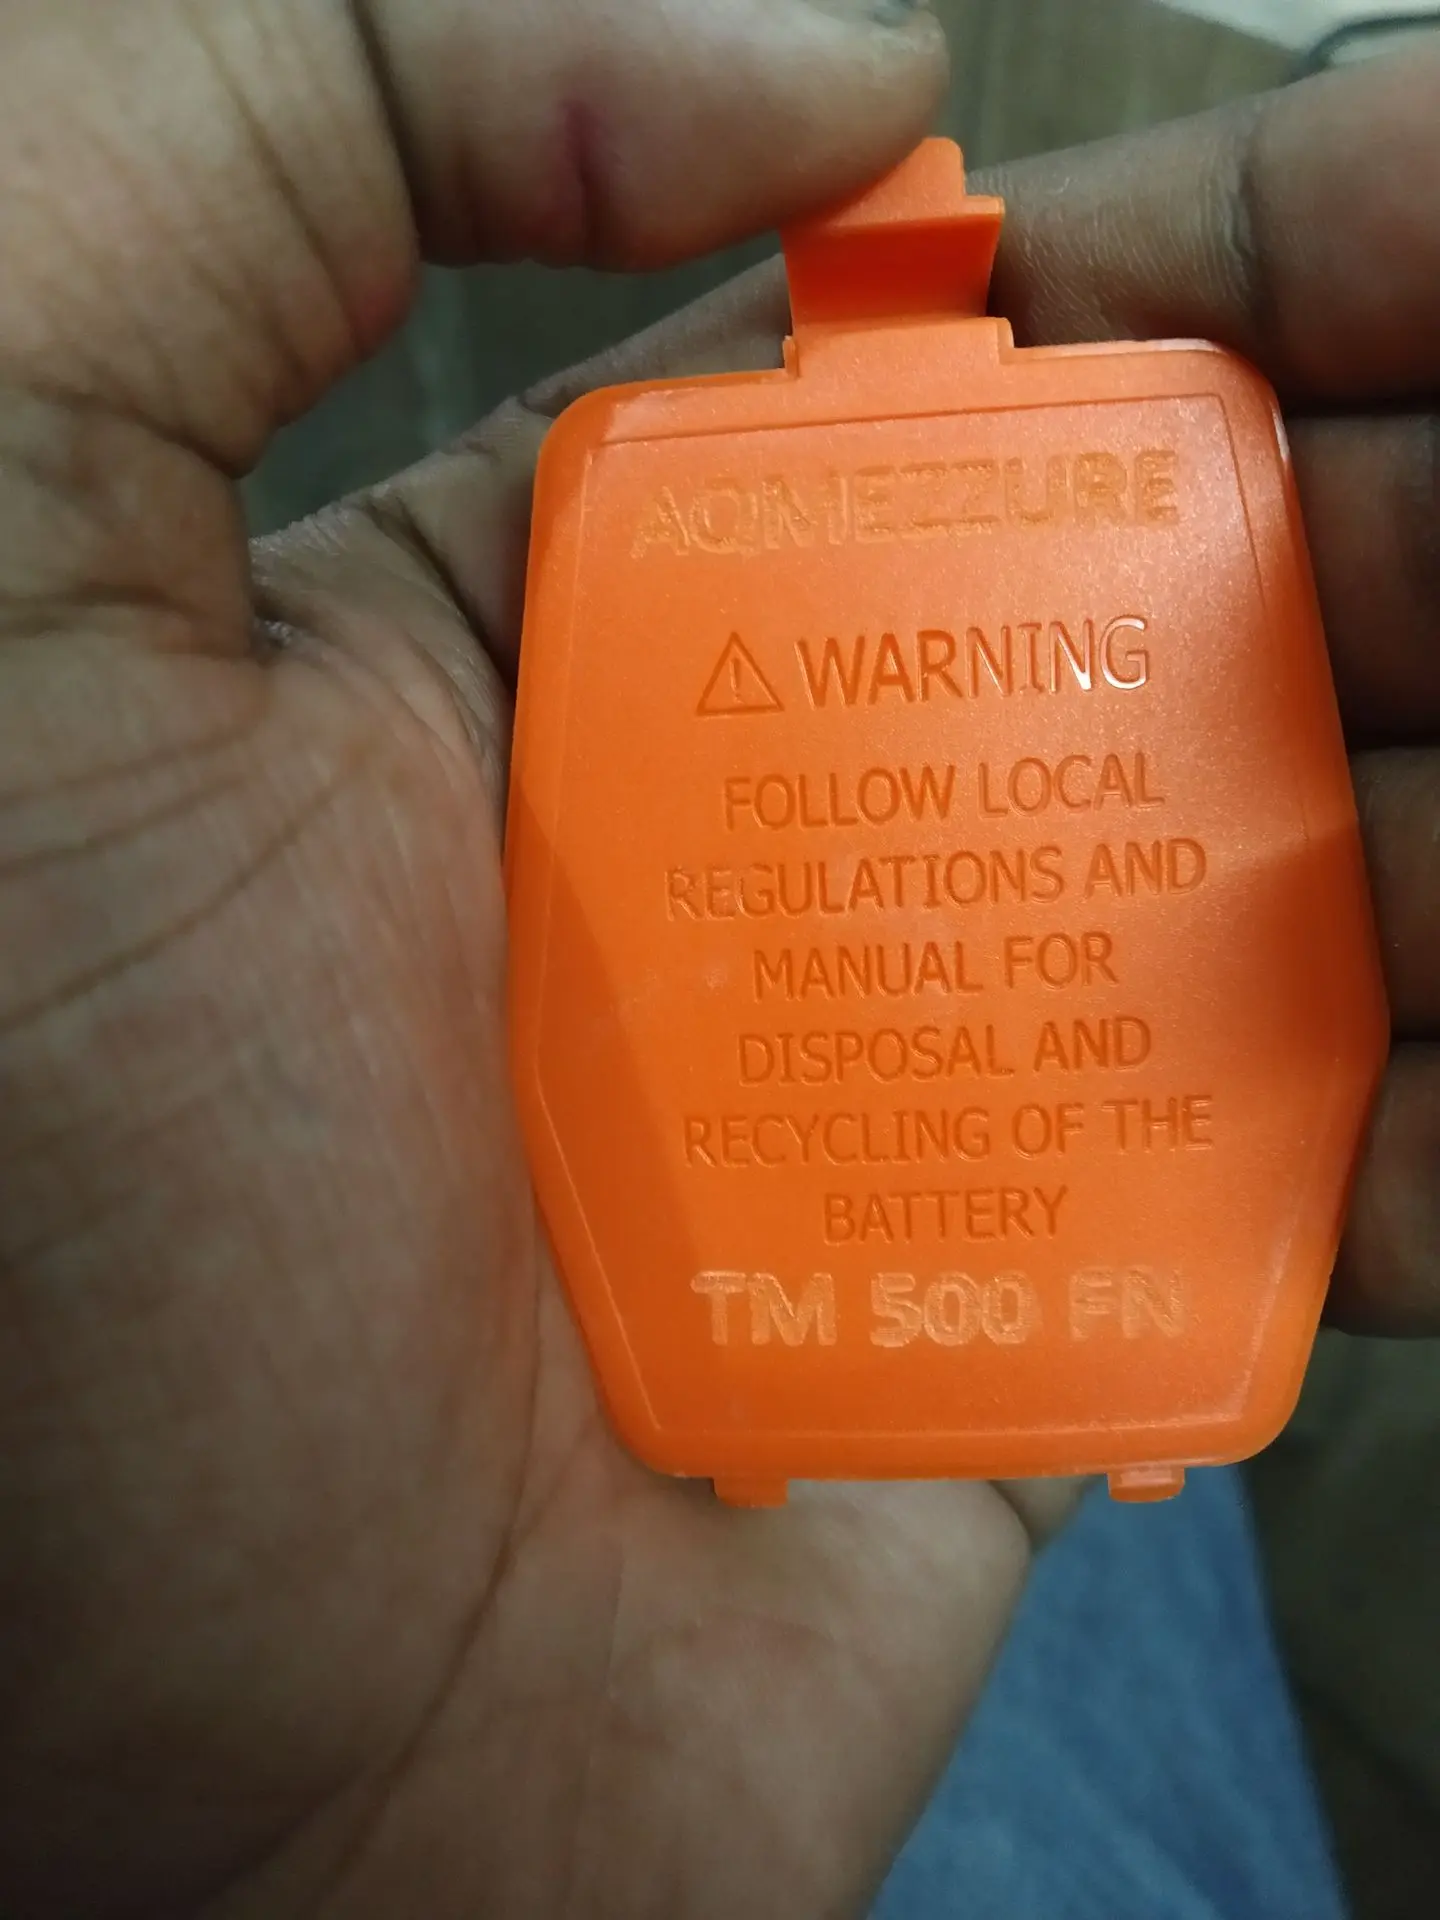 AQMEZZURE
⚠ WARNING
FOLLOW LOCAL
REGULATIONS AND
MANUAL FOR
DISPOSAL AND
RECYCLING OF THE
BATTERY
TM 500 FN